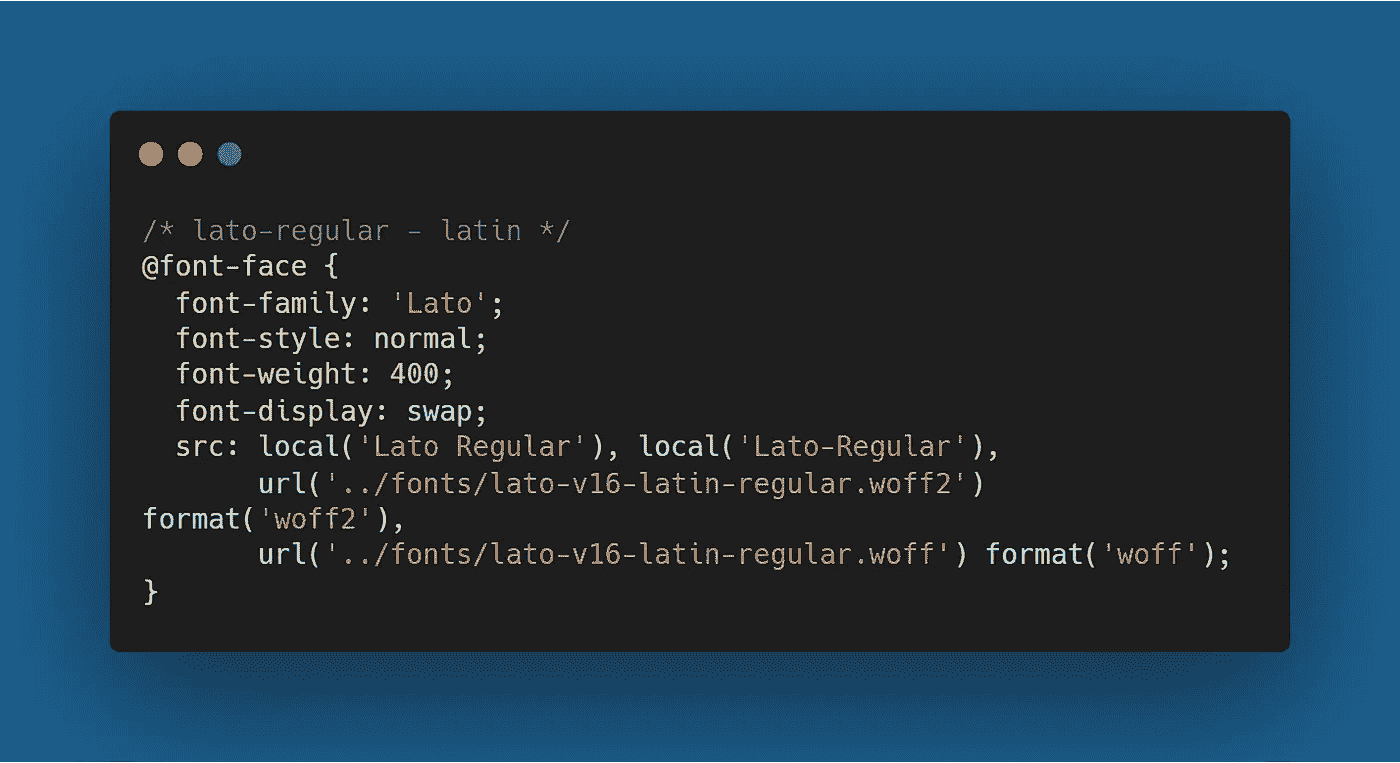 /* lato-regular - latin */
@font-face {
  font-family: 'Lato';
  font-style: normal;
  font-weight: 400;
  font-display: swap;
  src: local('Lato Regular'), local('Lato-Regular'),
       url('../fonts/lato-v16-latin-regular.woff2')
format('woff2'),
       url('../fonts/lato-v16-latin-regular.woff') format('woff');
}